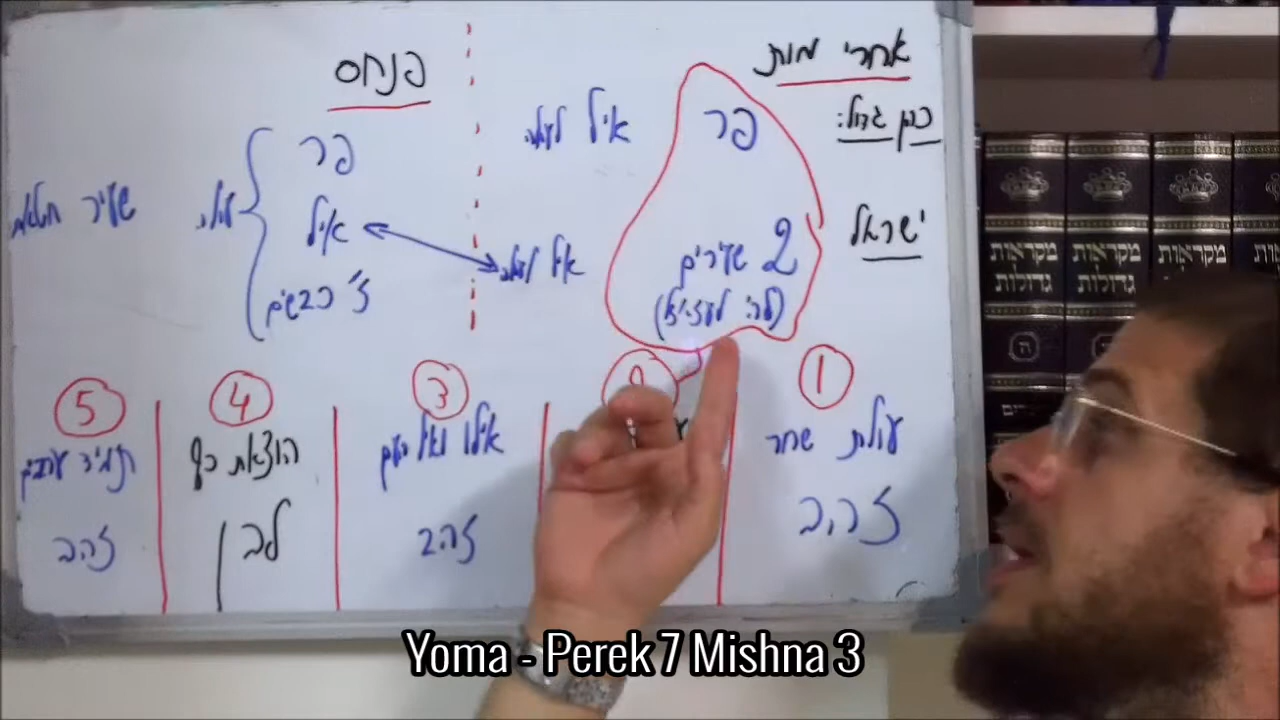 אחרי מות
כהן גדול:
פר
איל לעולה
ישראל
2 שעירים
(לה' לעזאזל)
איל לעולה
פנחס
פר
איל
ז' כבשים
עולה
שעיר חטאת
1
עולת שחר
זהב
3
אילו ואיל העם
זהב
4
הוצאת כף
לבן
5
תמיד ערבים
זהב
מקראות
גדולות
מקראות
גדולות
מקראות
גדולות
ה
Yoma - Perek 7 Mishna 3